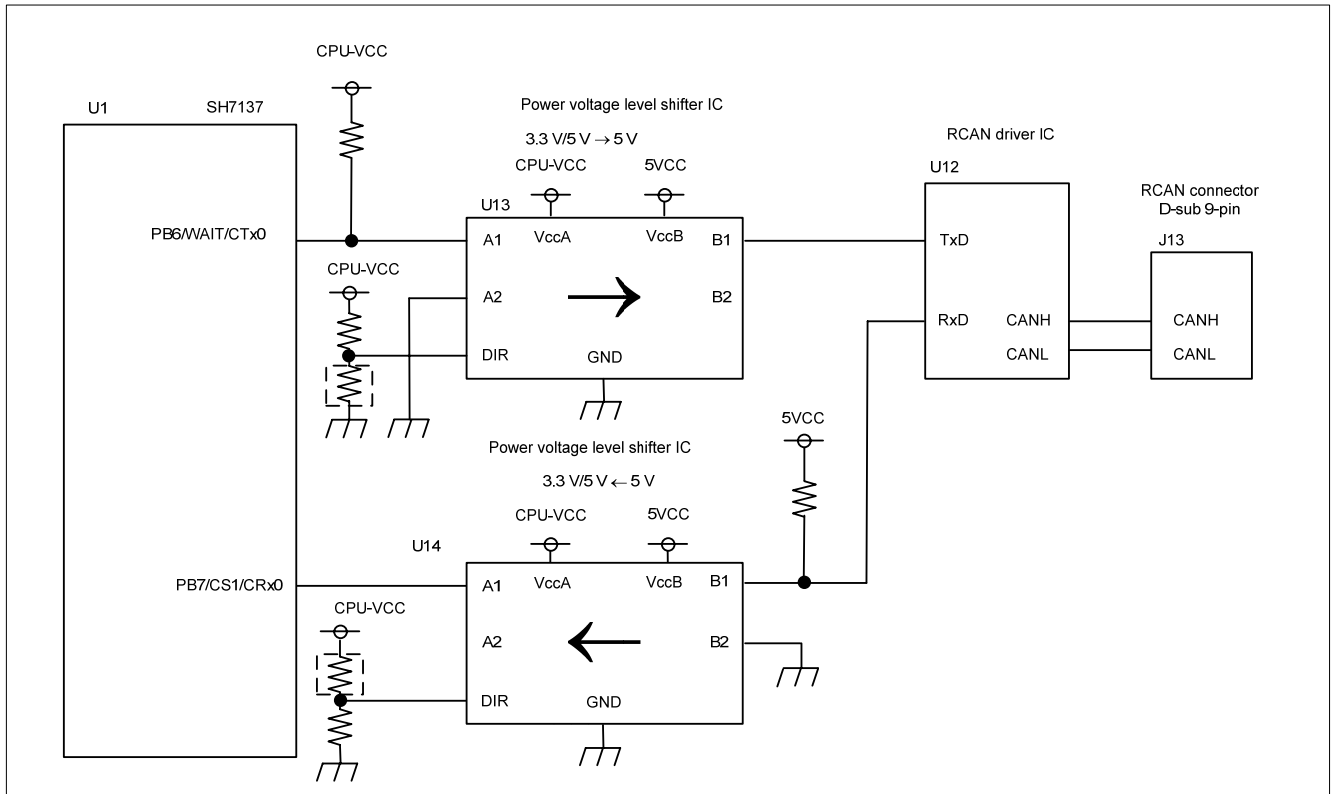 CPU-VCC
U1 SH7137
Power voltage level shifter IC
3.3 V/5 V → 5 V
CPU-VCC 5VCC
RCAN driver IC
U12
RCAN connector
D-sub 9-pin
J13
U13
PB6/WAIT/CTx0
A1 VccA VccB B1
TxD
CPU-VCC
A2 B2
RxD CANH CANH
DIR GND
CANL CANL
5VCC
Power voltage level shifter IC
3.3 V/5 V ← 5 V
CPU-VCC 5VCC
U14
PB7/CS1/CRx0
A1 VccA VccB B1
CPU-VCC
A2 B2
DIR GND